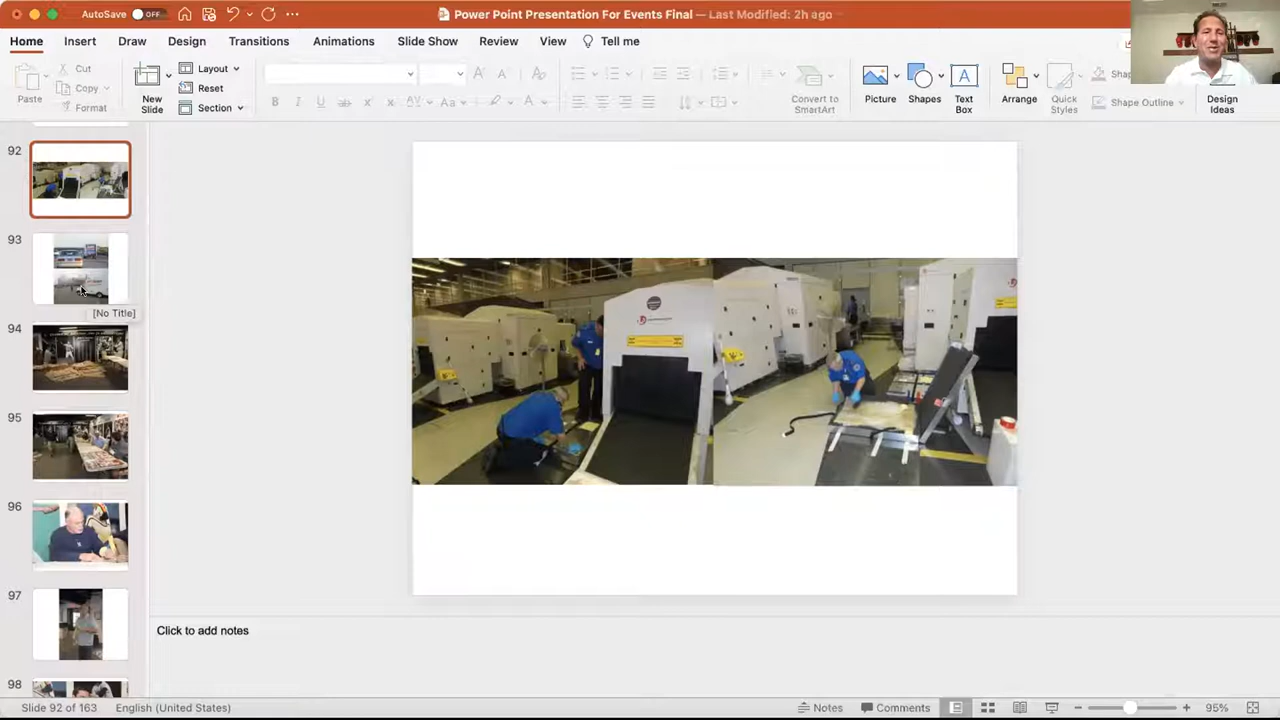 AutoSave OFF
Power Point Presentation For Events Final — Last Modified: 2h ago
Home Insert Draw Design Transitions Animations Slide Show Review View Tell me
Paste
Cut
Copy
Format
New
Slide
Layout
Reset
Section
Convert to
SmartArt
Picture
Shapes
Text
Box
Arrange
Quick
Styles
Shap
Shape Outline
Design
Ideas
92
93
[No Title]
94
95
96
97
98
Click to add notes
Slide 92 of 163 English (United States) Notes Comments 95%